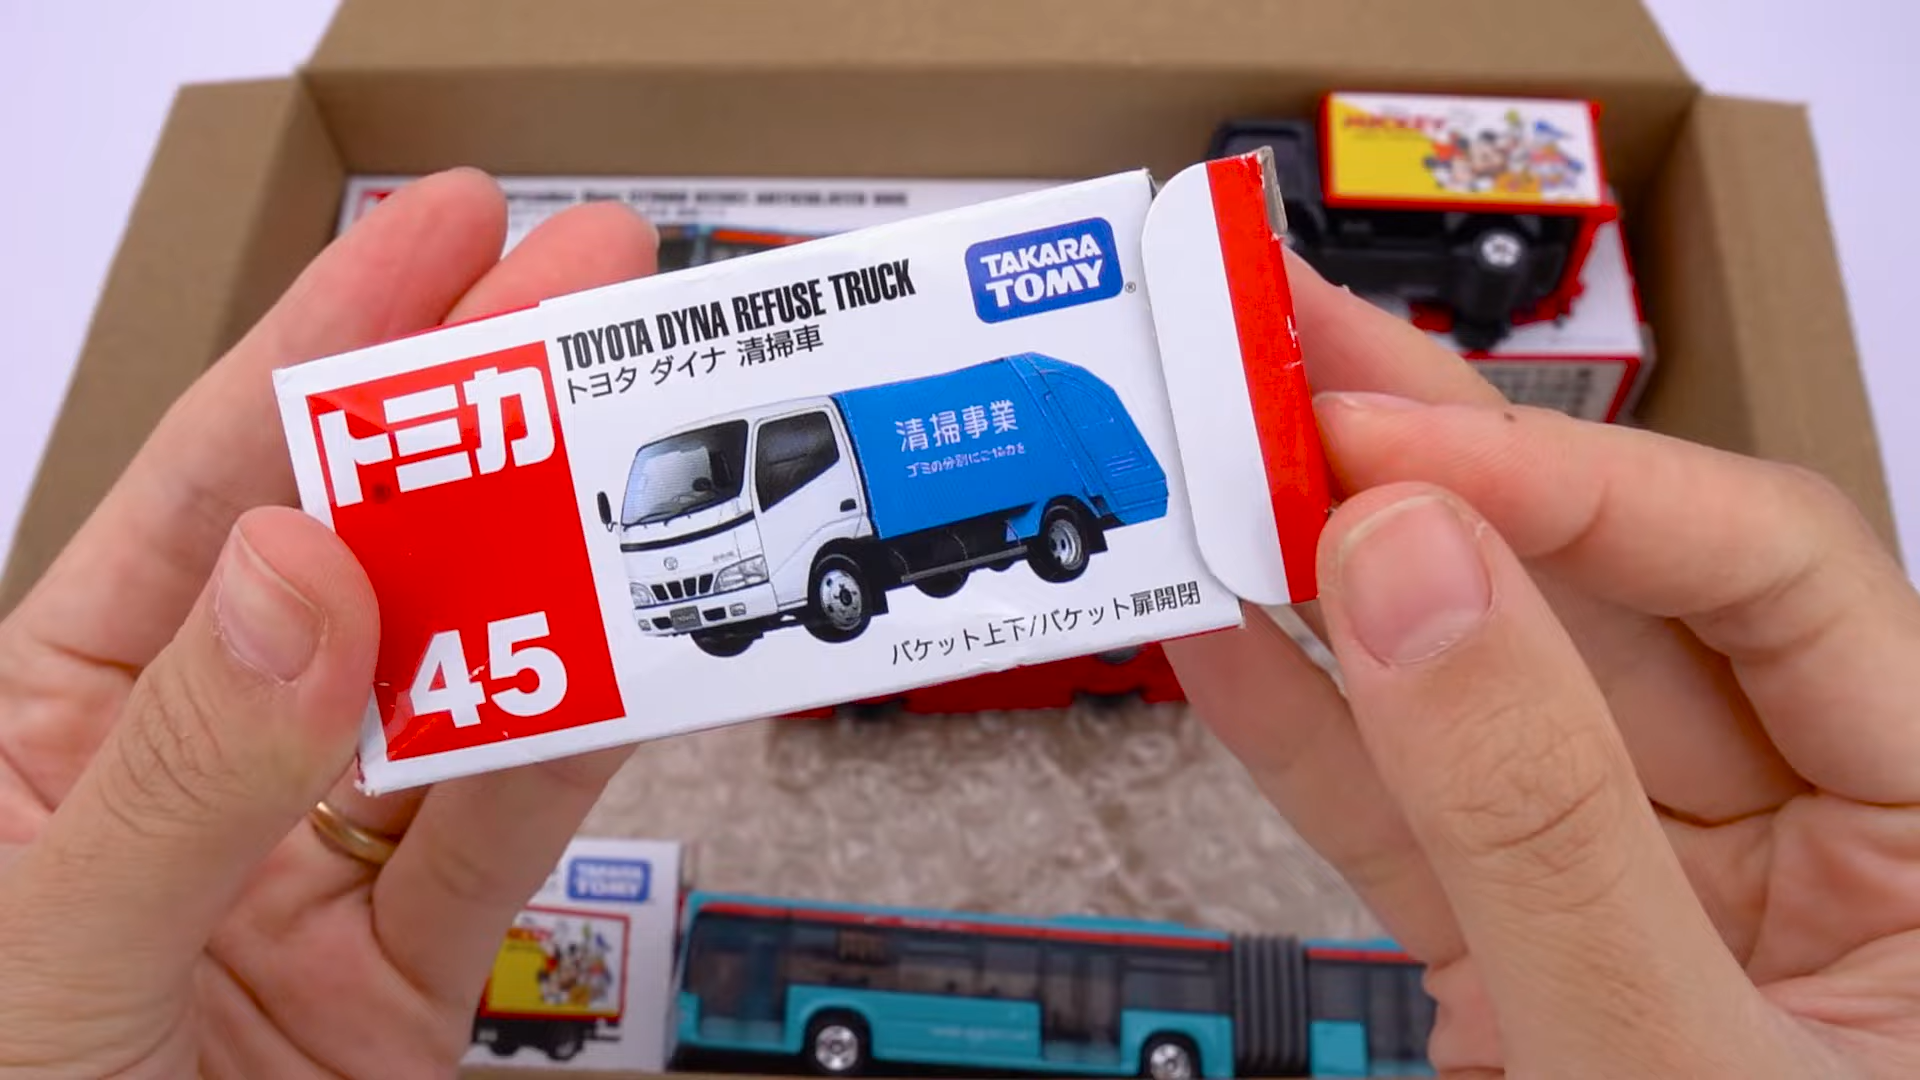 TOYOTA DYNA REFUSE TRUCK
トヨタ ダイナ 清掃車
TAKARA TOMY®
トミカ
45
清掃事業
ゴミの分別にご協力を
バケット上下/バケット扉開閉
MICKEY
TAKARA TOMY
MICKEY